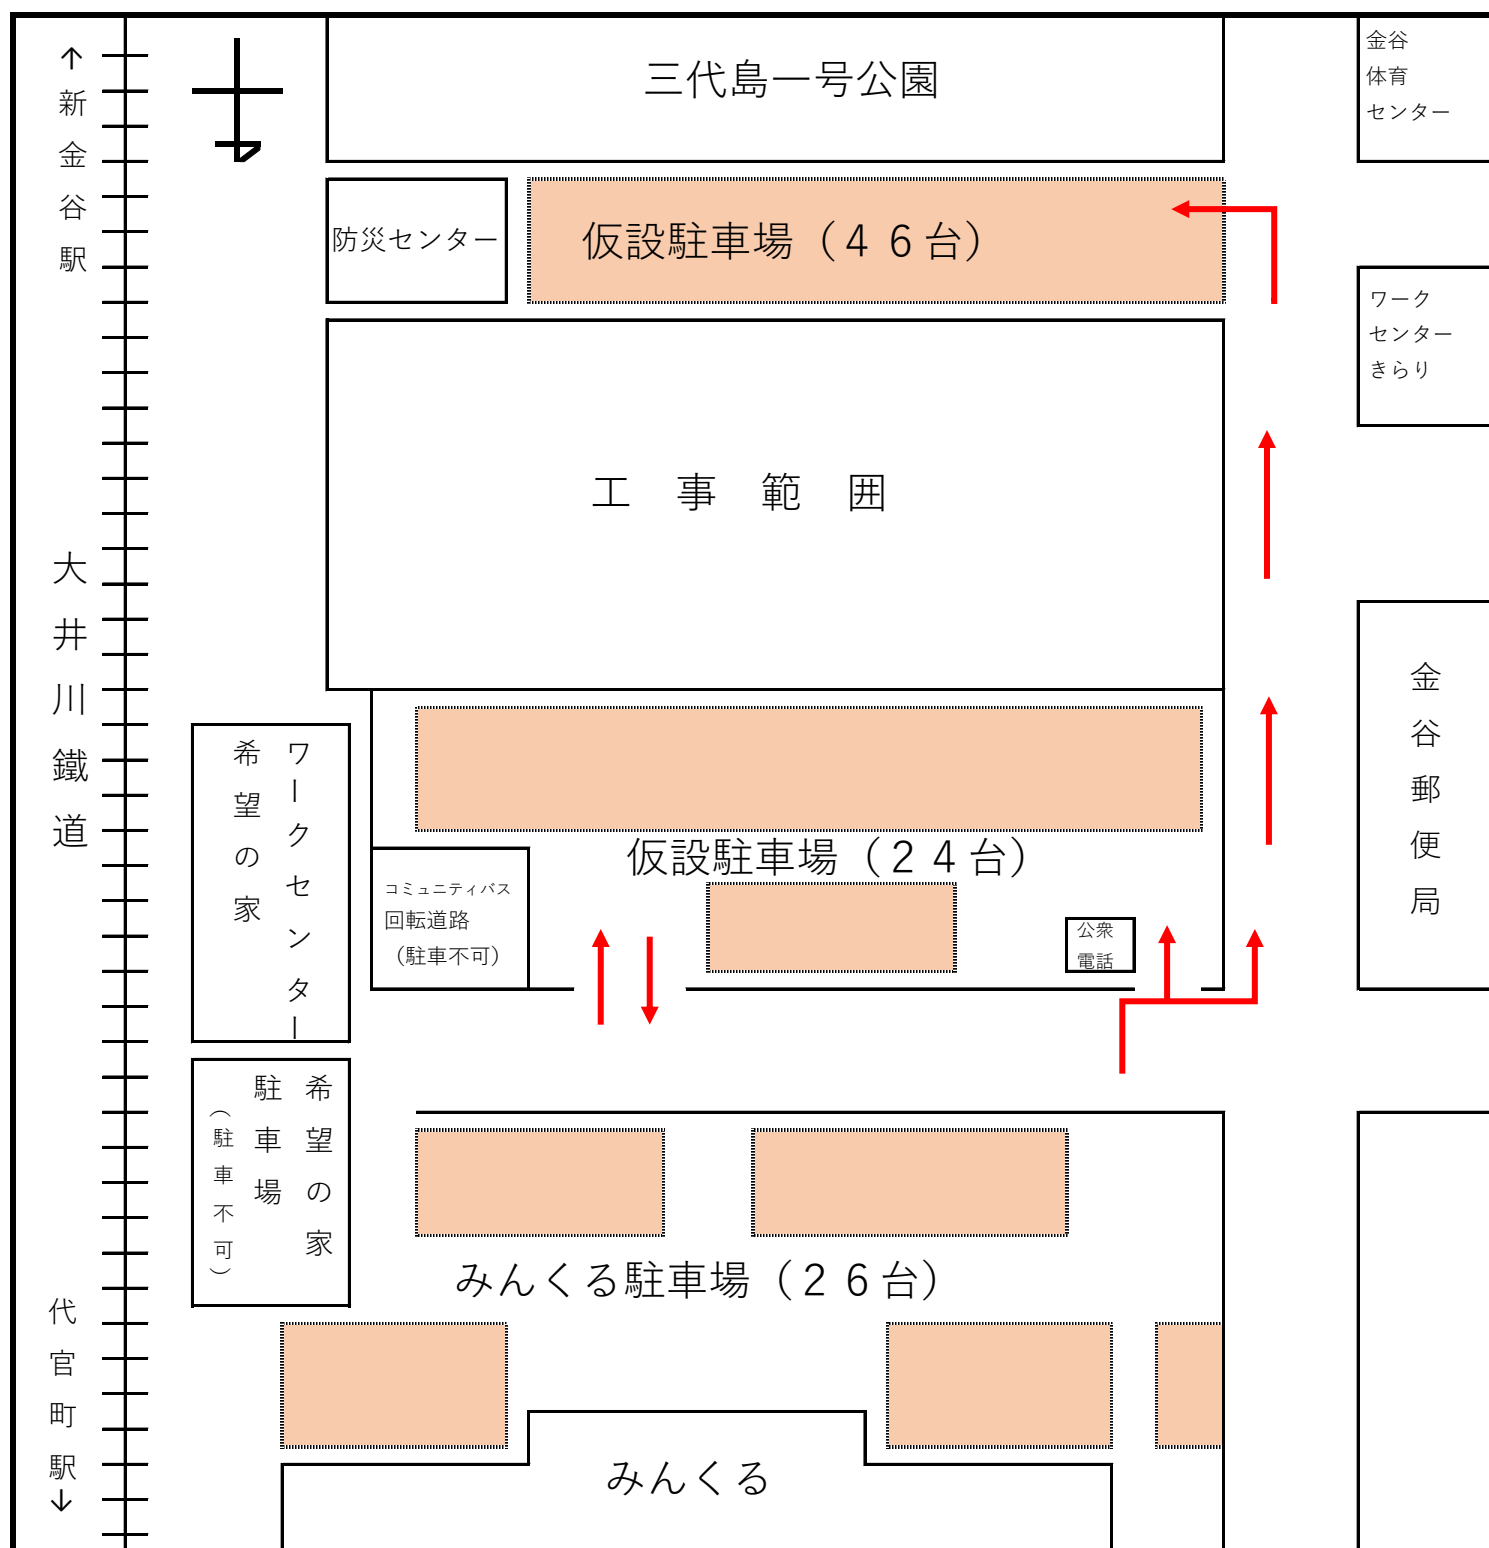 ↑新金谷駅
大井川鐵道
代官町駅↓
三代島一号公園
金谷
体育
センター
防災センター
仮設駐車場（４６台）
ワーク
センター
きらり
工事範囲
ワークセンター
希望の家
仮設駐車場（２４台）
コミュニティバス
回転道路
（駐車不可）
公衆
電話
金谷郵便局
希望の家
駐車場
（駐車不可）
みんくる駐車場（２６台）
みんくる